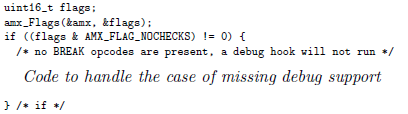 uint16_t flags;
amx_Flags(&amx, &flags);
if ((flags & AMX_FLAG_NOCHECKS) != 0) {
/* no BREAK opcodes are present, a debug hook will not run */
Code to handle the case of missing debug support
} /* if */